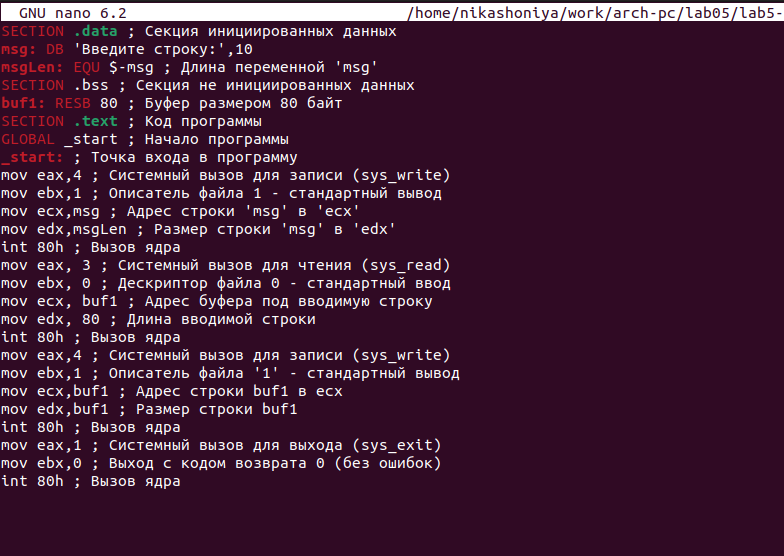 GNU nano 6.2 /home/nikashoniya/work/arch-pc/lab05/lab5-
SECTION .data ; Секция инициированных данных
msg: DB 'Введите строку:',10
msgLen: EQU $-msg ; Длина переменной 'msg'
SECTION .bss ; Секция не инициированных данных
buf1: RESB 80 ; Буфер размером 80 байт
SECTION .text ; Код программы
GLOBAL _start ; Начало программы
_start: ; Точка входа в программу
mov eax,4 ; Системный вызов для записи (sys_write)
mov ebx,1 ; Описатель файла 1 - стандартный вывод
mov ecx,msg ; Адрес строки 'msg' в 'ecx'
mov edx,msgLen ; Размер строки 'msg' в 'edx'
int 80h ; Вызов ядра
mov eax, 3 ; Системный вызов для чтения (sys_read)
mov ebx, 0 ; Дескриптор файла 0 - стандартный ввод
mov ecx, buf1 ; Адрес буфера под вводимую строку
mov edx, 80 ; Длина вводимой строки
int 80h ; Вызов ядра
mov eax,4 ; Системный вызов для записи (sys_write)
mov ebx,1 ; Описатель файла '1' - стандартный вывод
mov ecx,buf1 ; Адрес строки buf1 в ecx
mov edx,buf1 ; Размер строки buf1
int 80h ; Вызов ядра
mov eax,1 ; Системный вызов для выхода (sys_exit)
mov ebx,0 ; Выход с кодом возврата 0 (без ошибок)
int 80h ; Вызов ядра